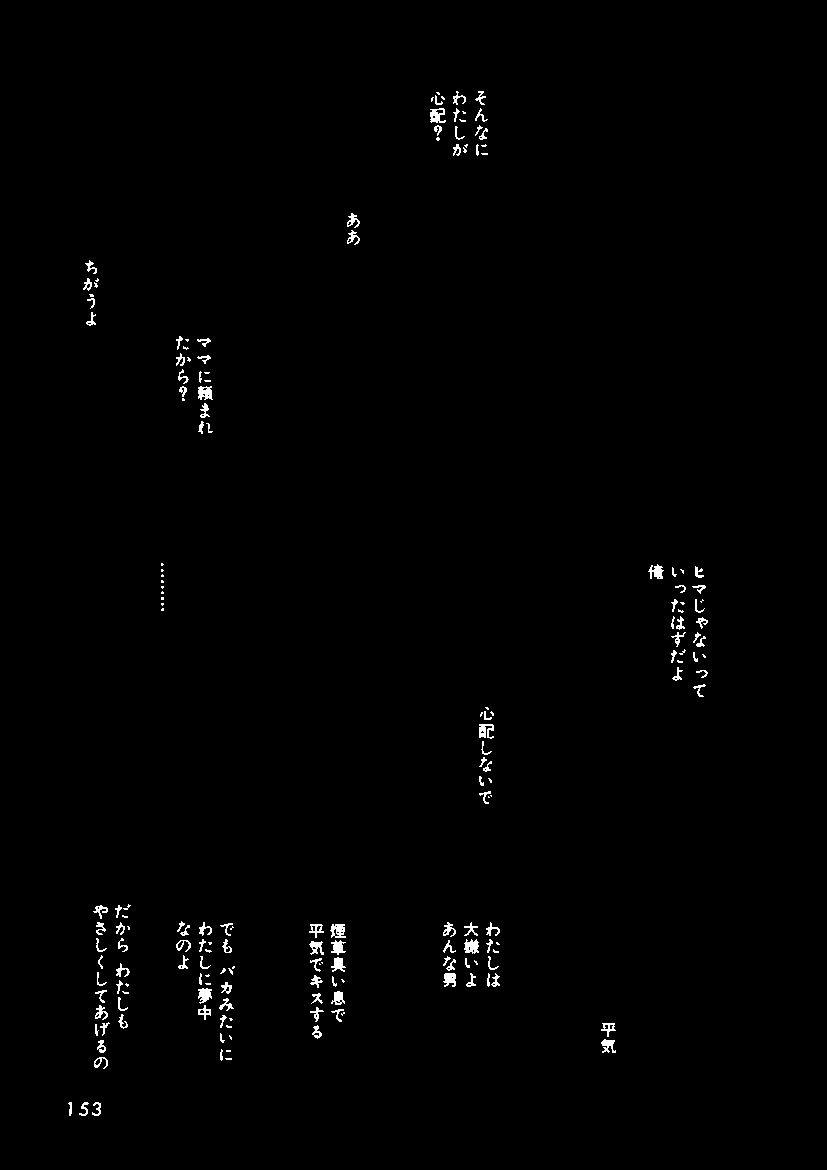 そんなに
わたしが
心配？
ああ
ママに頼まれ
たから？
ちがうよ
ヒマじゃないって
いったはずだよ
俺
心配しないで
………
平気
わたしは
大嫌いよ
あんな男
煙草臭い息で
平気でキスする
でも バカみたいに
わたしに夢中
なのよ
だから わたしも
やさしくしてあげるの
153